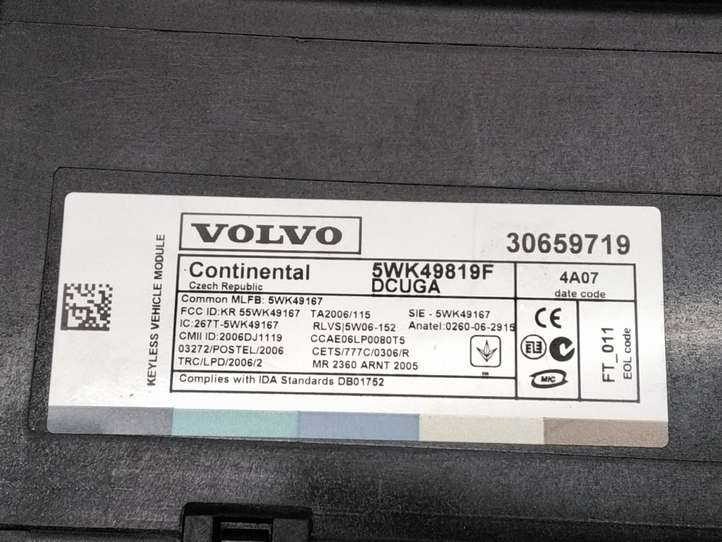 KEYLESS VEHICLE MODULE
VOLVO
30659719
Continental
Czech Republic
5WK49819F
DCUGA
4A07
date code
Common MLFB: 5WK49167
FCC ID:KR 55WK49167 TA2006/115 SIE - 5WK49167
IC:267T-5WK49167 RLVS|5W06-152 Anatel:0260-06-2915
CMII ID:2006DJ1119 CCAE06LP0080T5
03272/POSTEL/2006 CETS/777C/0306/R
TRC/LPD/2006/2 MR 2360 ARNT 2005
Complies with IDA Standards DB01752
CE
MIC
FT_011
EOL code